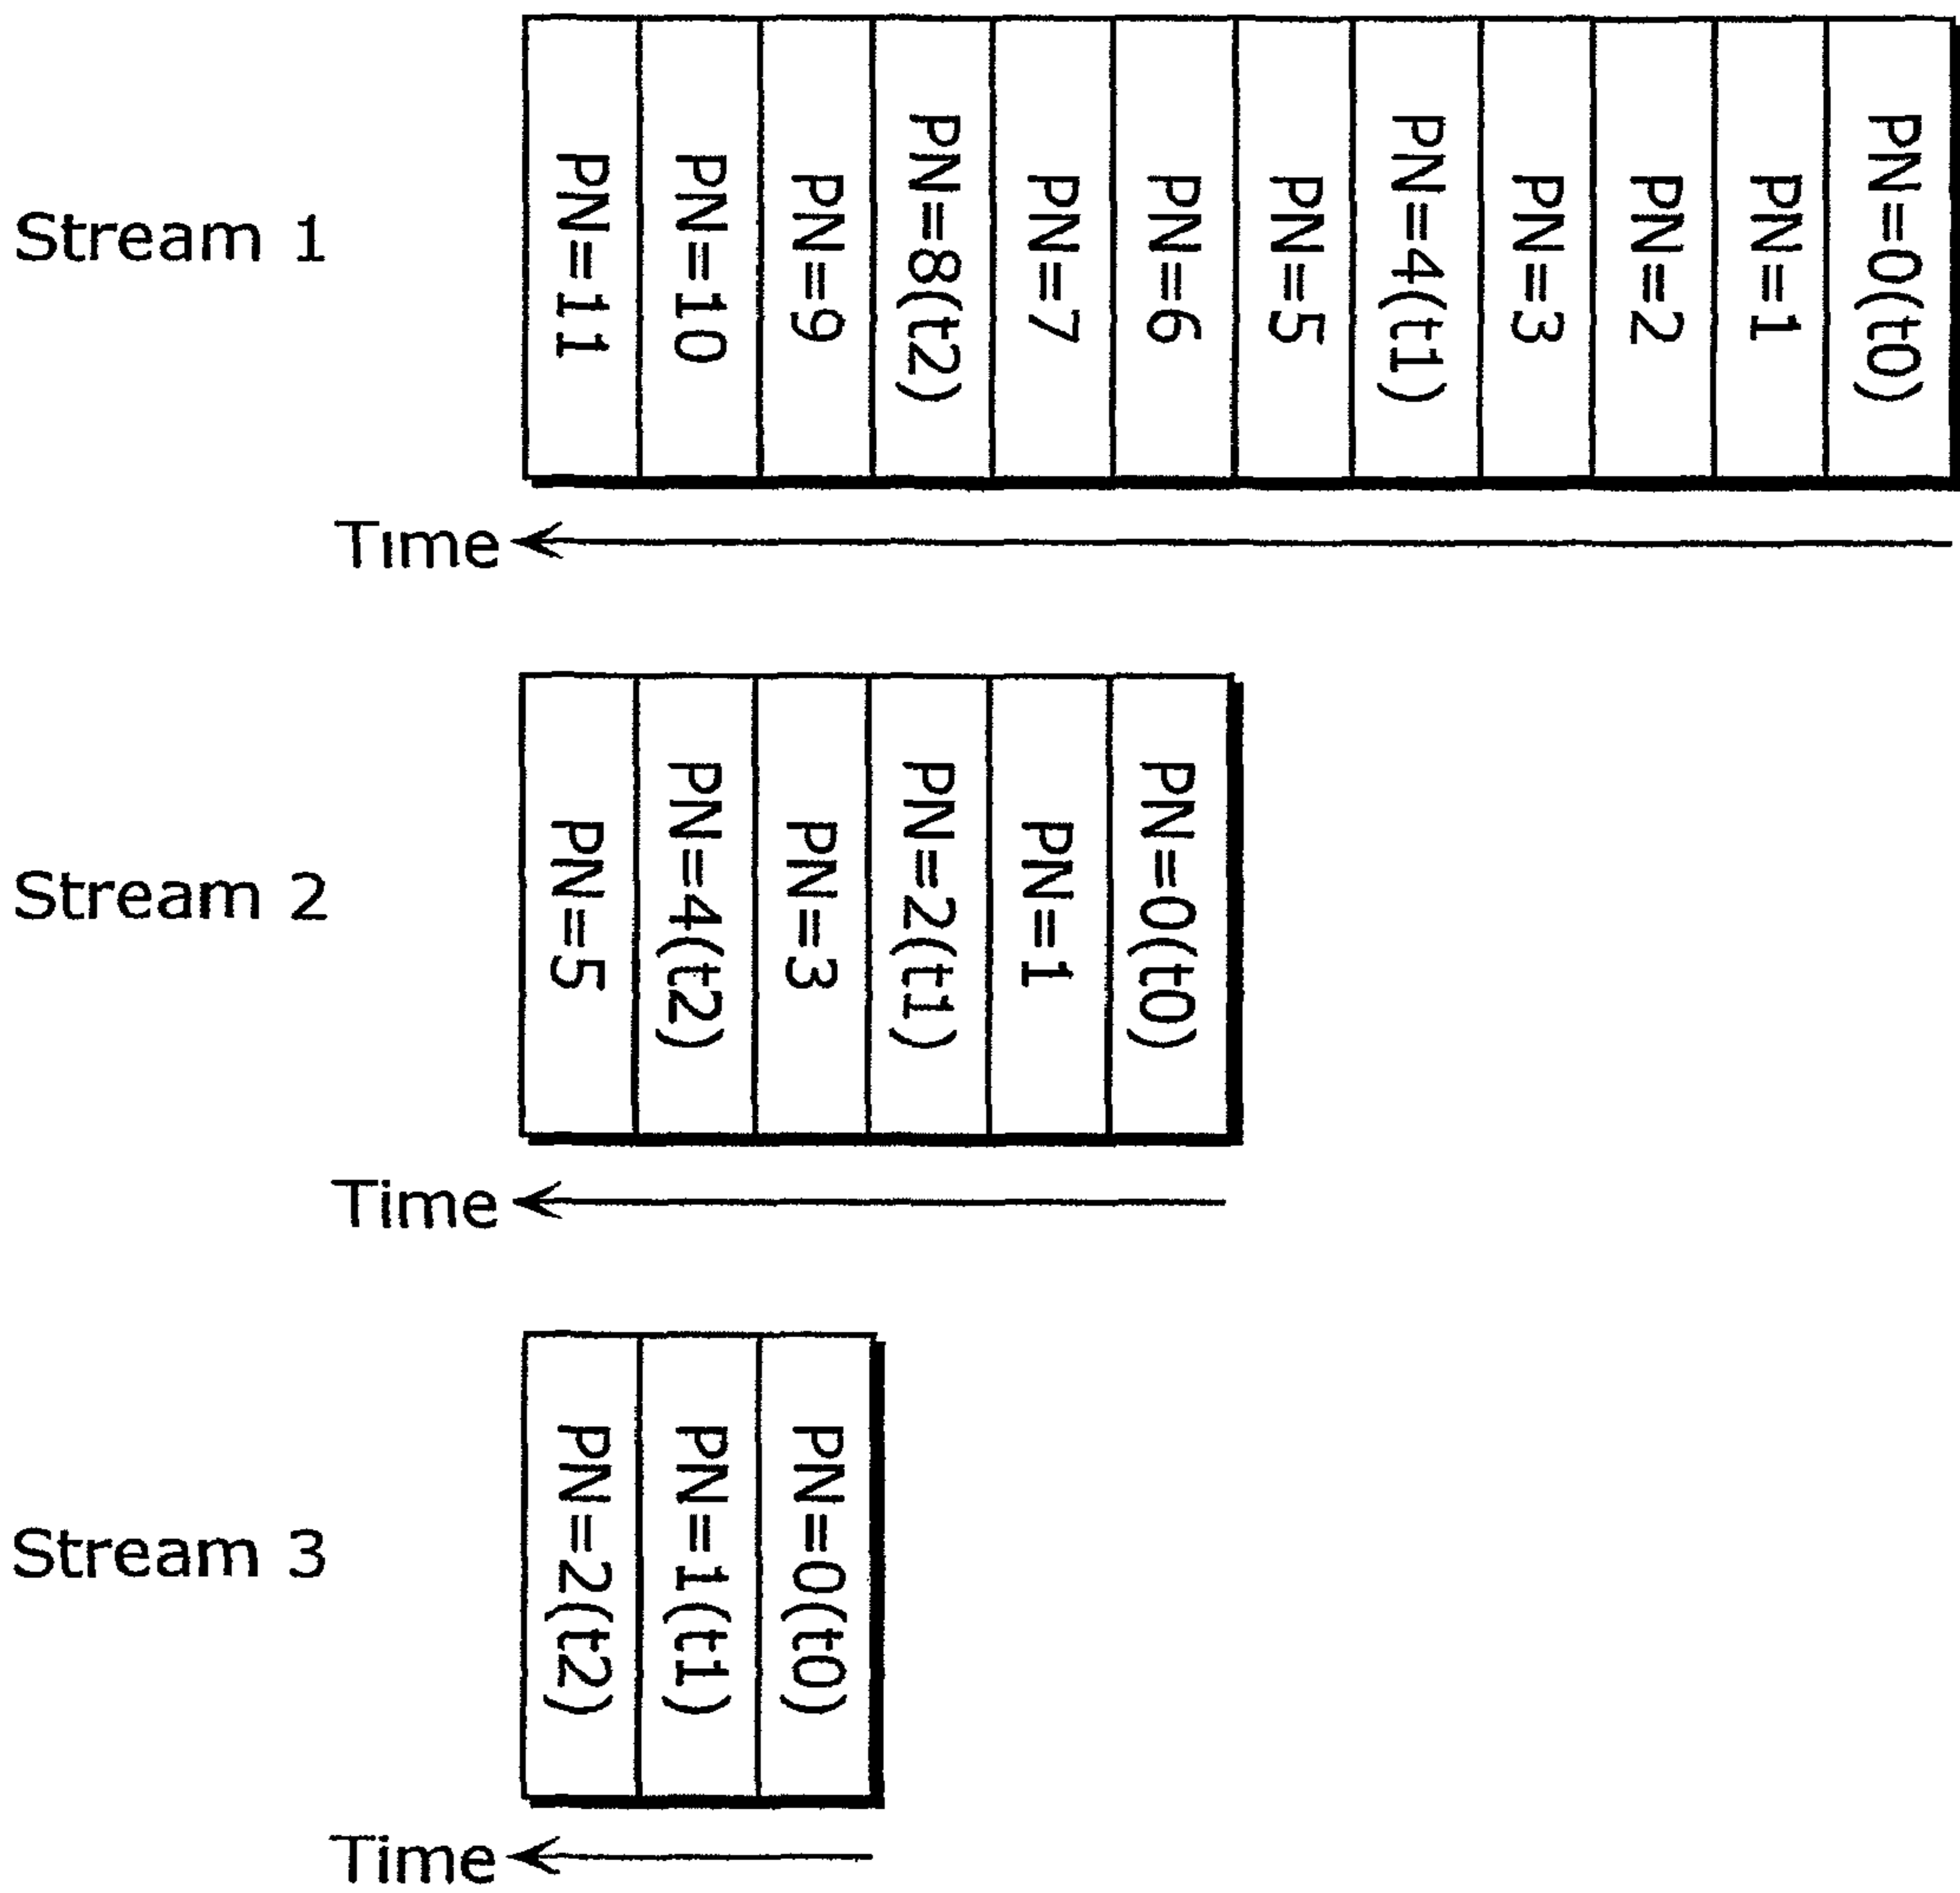 Stream 1
PN=11
PN=10
PN=9
PN=8(t2)
PN=7
PN=6
PN=5
PN=4(t1)
PN=3
PN=2
PN=1
PN=0(t0)
Time
Stream 2
PN=5
PN=4(t2)
PN=3
PN=2(t1)
PN=1
PN=0(t0)
Time
Stream 3
PN=2(t2)
PN=1(t1)
PN=0(t0)
Time